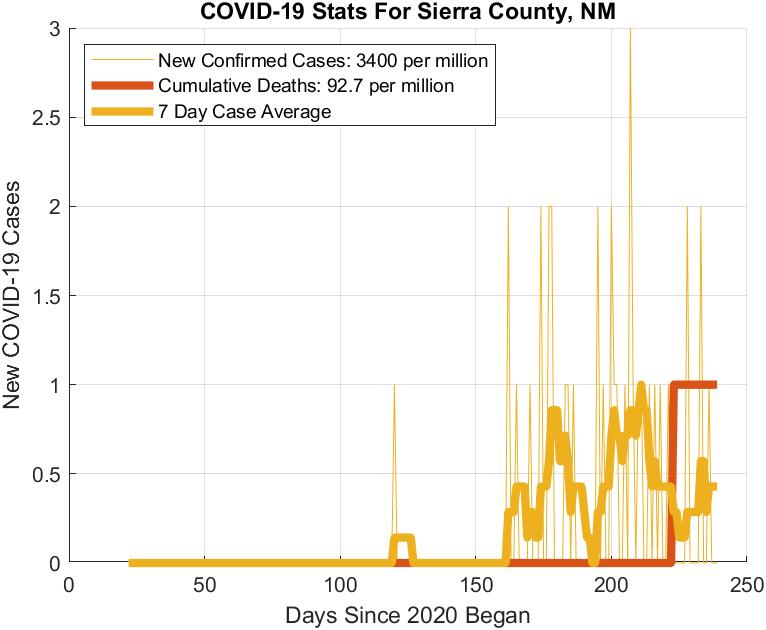 COVID-19 Stats For Sierra County, NM
New Confirmed Cases: 3400 per million
Cumulative Deaths: 92.7 per million
7 Day Case Average
New COVID-19 Cases
3
2.5
2
1.5
1
0.5
0
0 50 100 150 200 250
Days Since 2020 Began